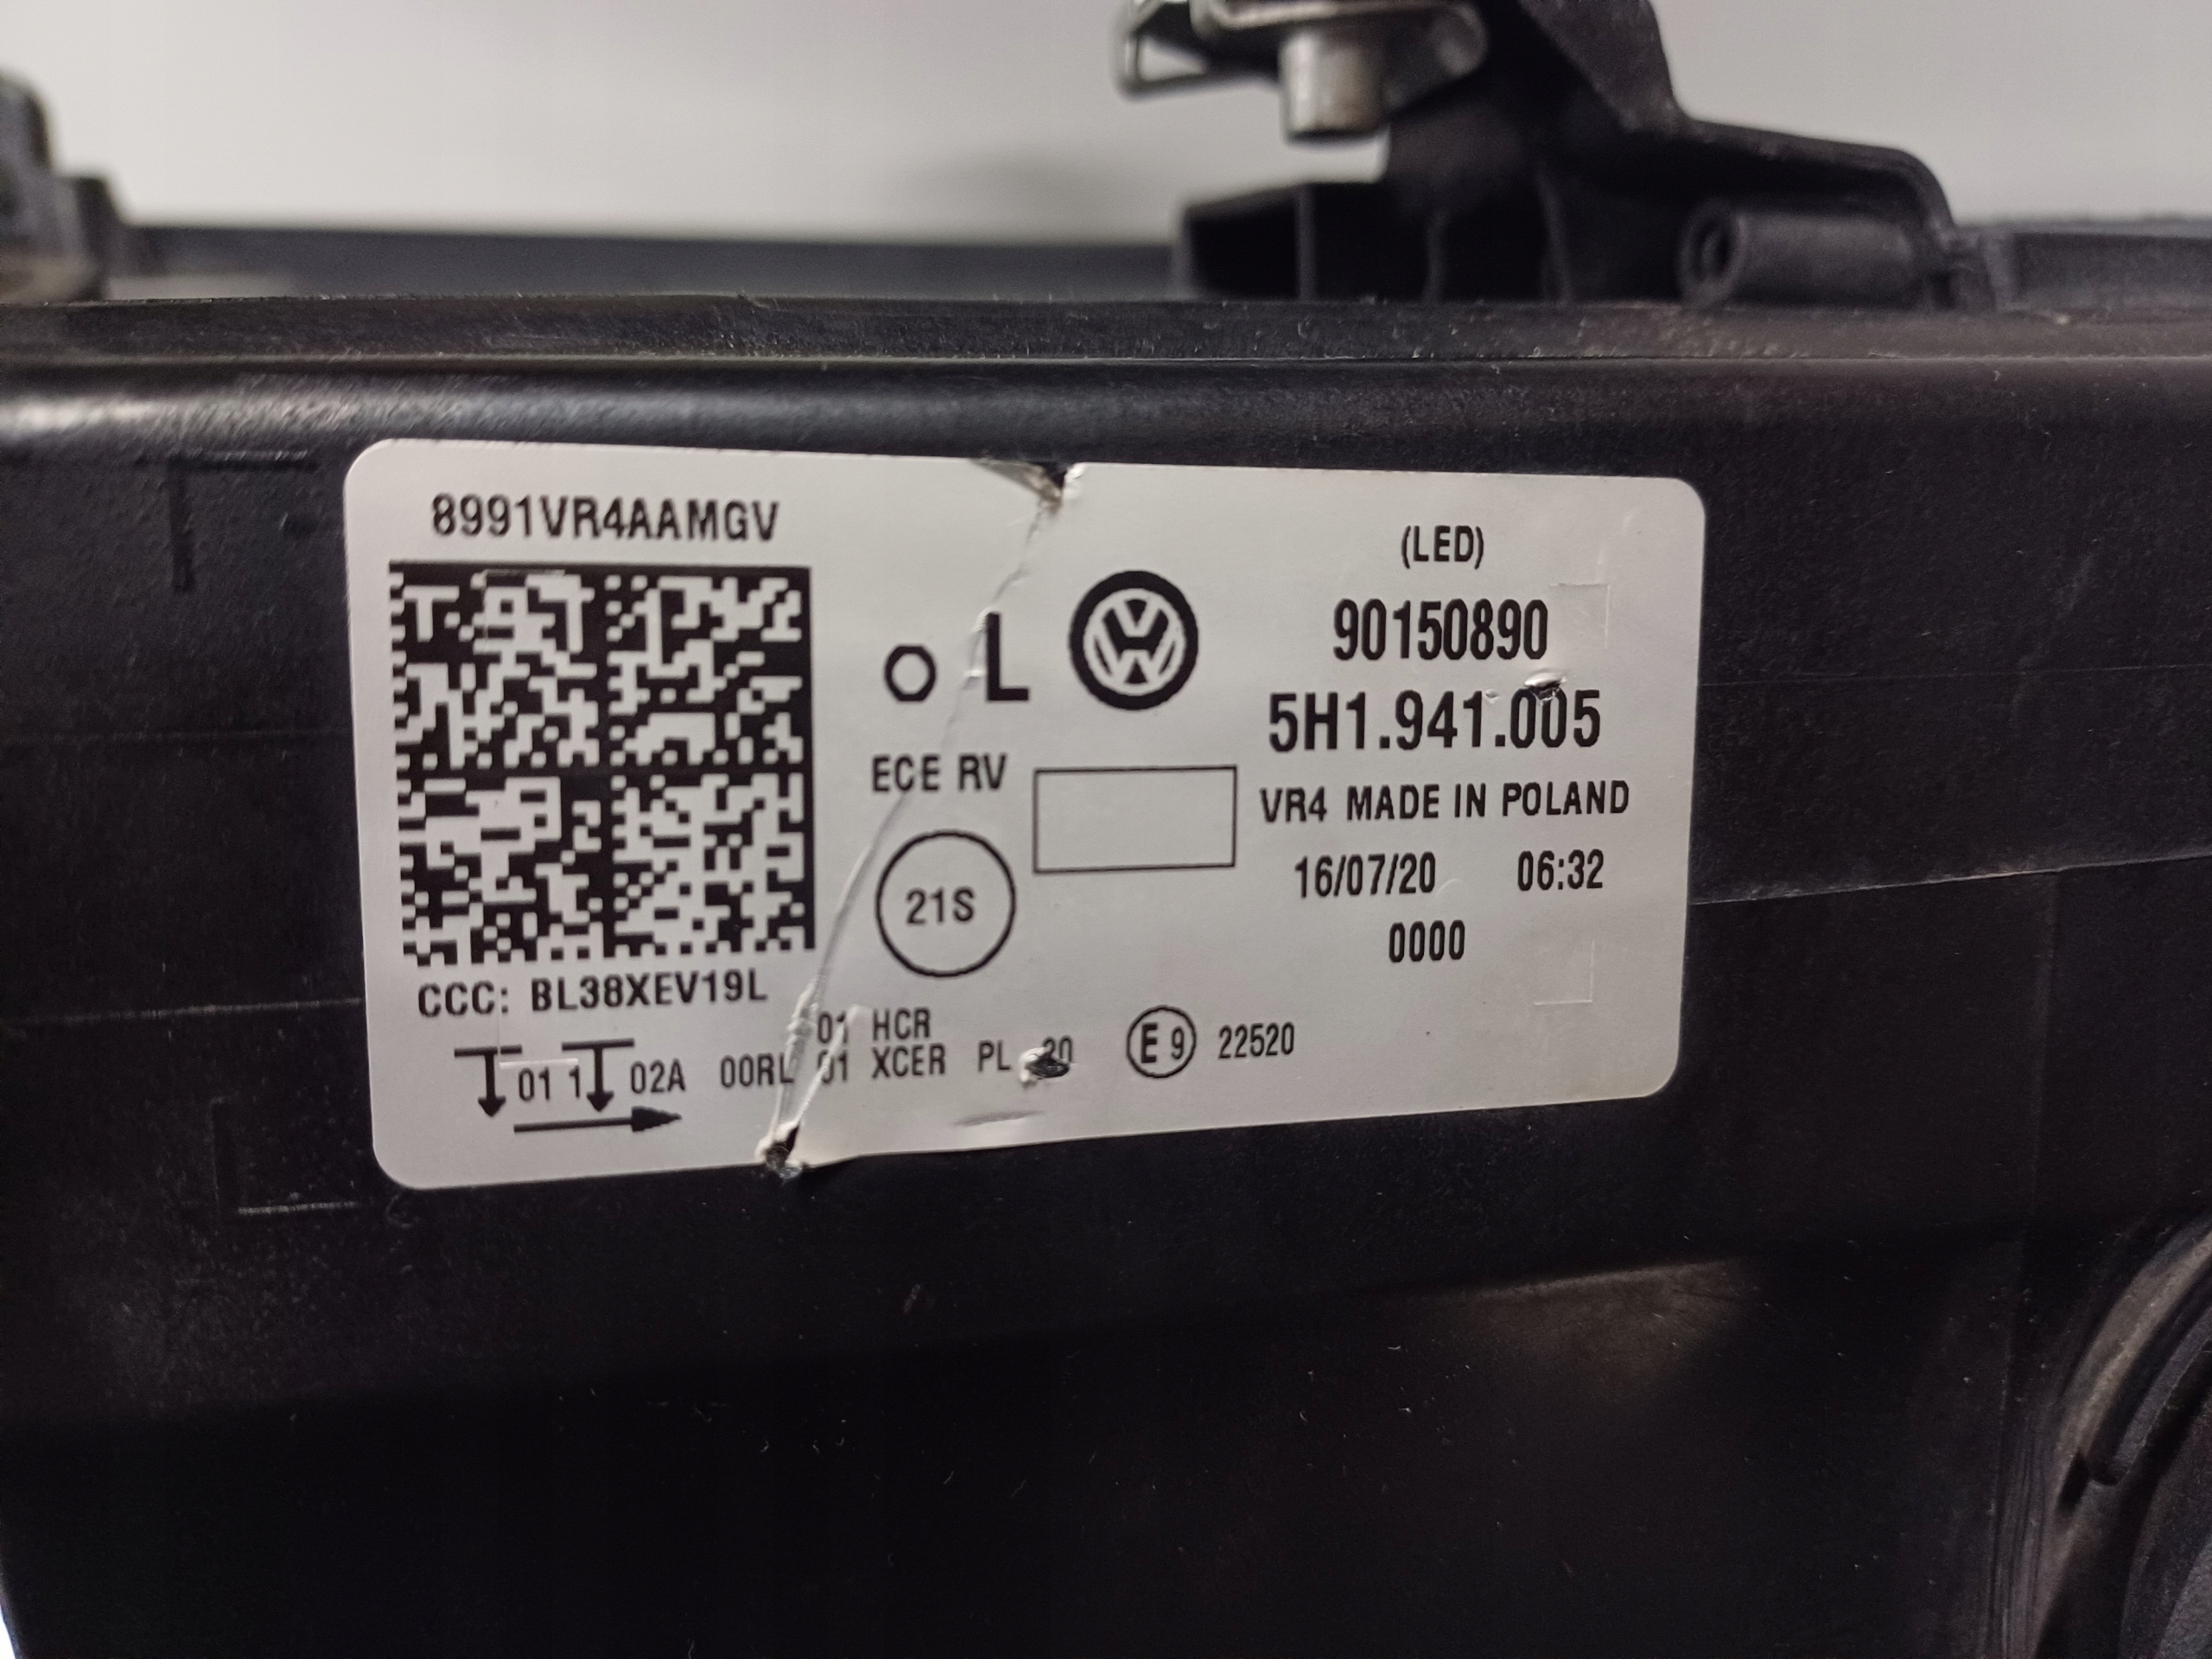 8991VR4AAMGV
(LED)
90150890
O L
5H1.941.005
ECE RV
VR4 MADE IN POLAND
21S
16/07/20 06:32
0000
CCC: BL38XEV19L
01 HCR
01 1 02A 00RL 01 XCER PL
E 9 22520